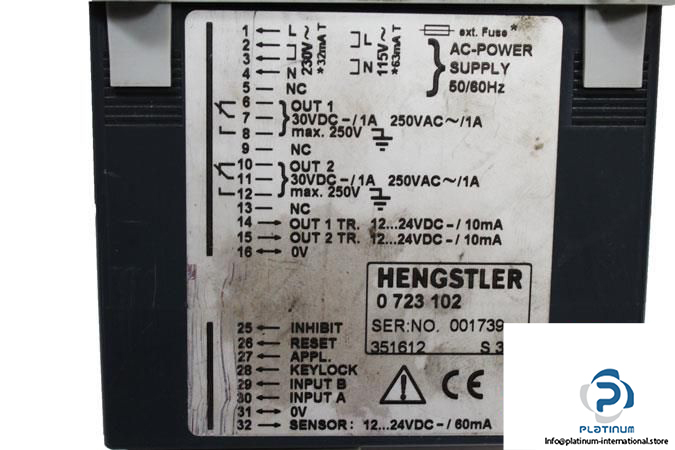 1 L 230V~ *32mA T L 115V~ *63mA T ext. Fuse*
2 AC-POWER
3 SUPPLY
4 N N 50/60Hz
5 NC
6 OUT 1
7 30VDC-/1A 250VAC~/1A
8 max. 250V
9 NC
10 OUT 2
11 30VDC-/1A 250VAC~/1A
12 max. 250V
13 NC
14 OUT 1 TR. 12...24VDC-/10mA
15 OUT 2 TR. 12...24VDC-/10mA
16 0V
HENGSTLER
0 723 102
SER:NO. 001739
351612 S 3
25 INHIBIT
26 RESET
27 APPL.
28 KEYLOCK
29 INPUT B
30 INPUT A
31 0V
32 SENSOR: 12...24VDC-/60mA
CE
PLATINUM
info@platinum-international.store